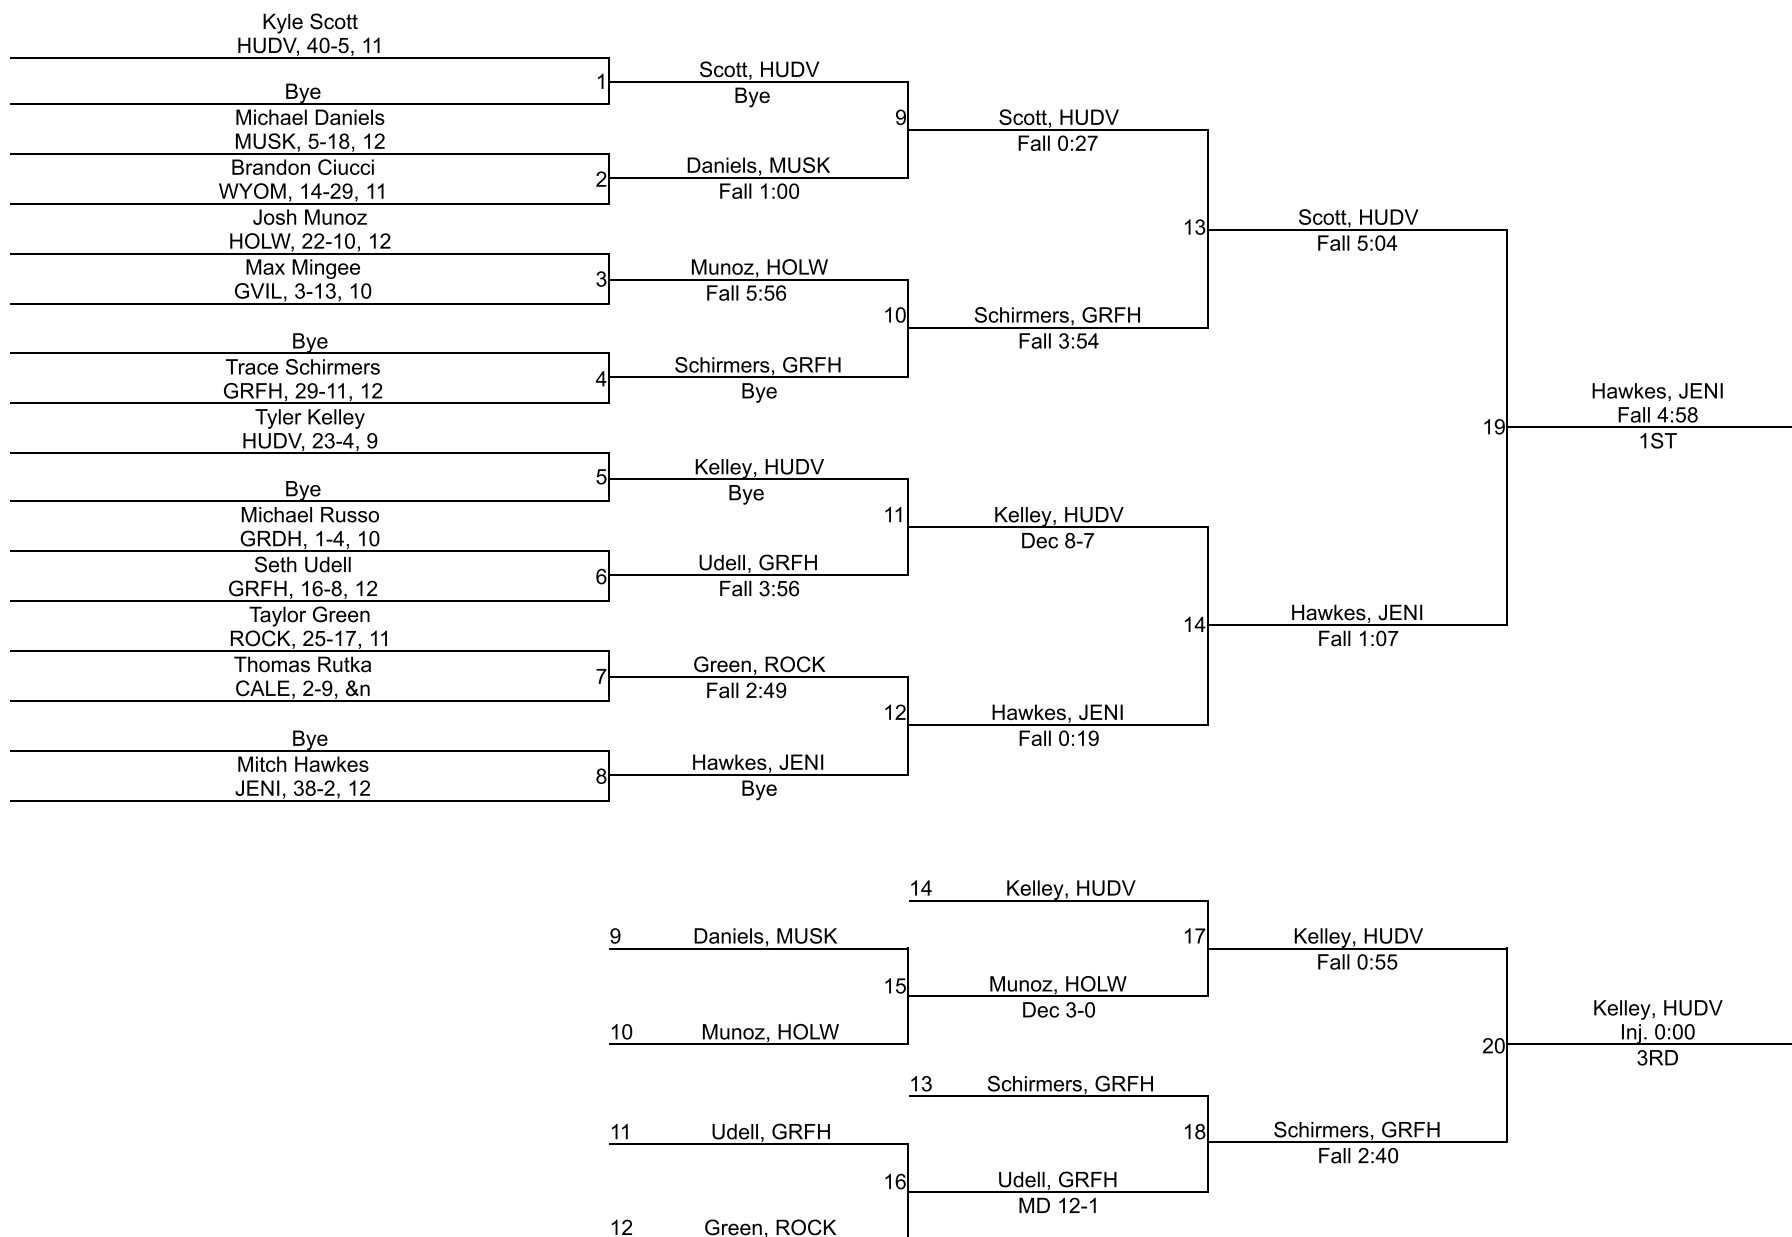 Kyle Scott
HUDV, 40-5, 11
Bye
1
Scott, HUDV
Bye
Michael Daniels
MUSK, 5-18, 12
Brandon Ciucci
WYOM, 14-29, 11
2
Daniels, MUSK
Fall 1:00
9
Scott, HUDV
Fall 0:27
Josh Munoz
HOLW, 22-10, 12
Max Mingee
GVIL, 3-13, 10
3
Munoz, HOLW
Fall 5:56
Bye
Trace Schirmers
GRFH, 29-11, 12
4
Schirmers, GRFH
Bye
10
Schirmers, GRFH
Fall 3:54
13
Scott, HUDV
Fall 5:04
Tyler Kelley
HUDV, 23-4, 9
Bye
5
Kelley, HUDV
Bye
Michael Russo
GRDH, 1-4, 10
Seth Udell
GRFH, 16-8, 12
6
Udell, GRFH
Fall 3:56
11
Kelley, HUDV
Dec 8-7
Taylor Green
ROCK, 25-17, 11
Thomas Rutka
CALE, 2-9, &n
7
Green, ROCK
Fall 2:49
Bye
Mitch Hawkes
JENI, 38-2, 12
8
Hawkes, JENI
Bye
12
Hawkes, JENI
Fall 0:19
14
Hawkes, JENI
Fall 1:07
19
Hawkes, JENI
Fall 4:58
1ST
14
Kelley, HUDV
9
Daniels, MUSK
10
Munoz, HOLW
15
Munoz, HOLW
Dec 3-0
17
Kelley, HUDV
Fall 0:55
13
Schirmers, GRFH
11
Udell, GRFH
12
Green, ROCK
16
Udell, GRFH
MD 12-1
18
Schirmers, GRFH
Fall 2:40
20
Kelley, HUDV
Inj. 0:00
3RD